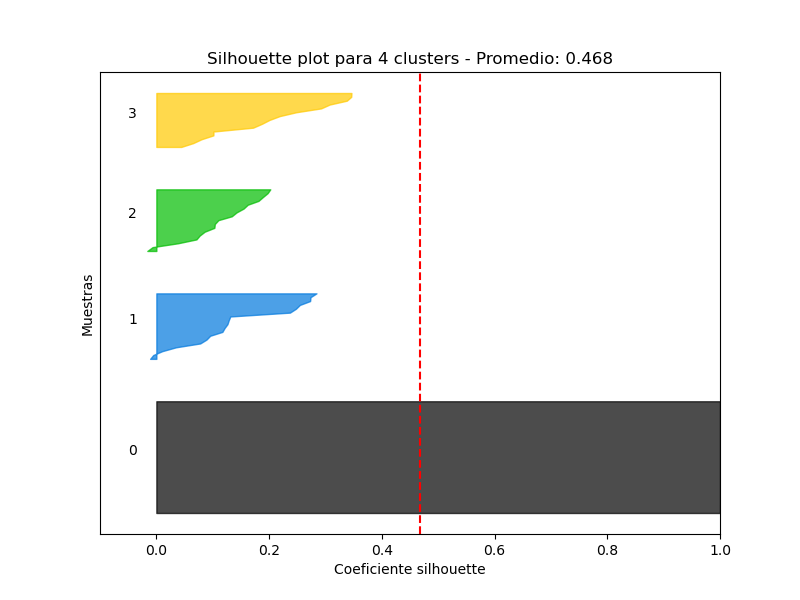 Silhouette plot para 4 clusters - Promedio: 0.468
3
2
1
0
Muestras
0.0 0.2 0.4 0.6 0.8 1.0
Coeficiente silhouette